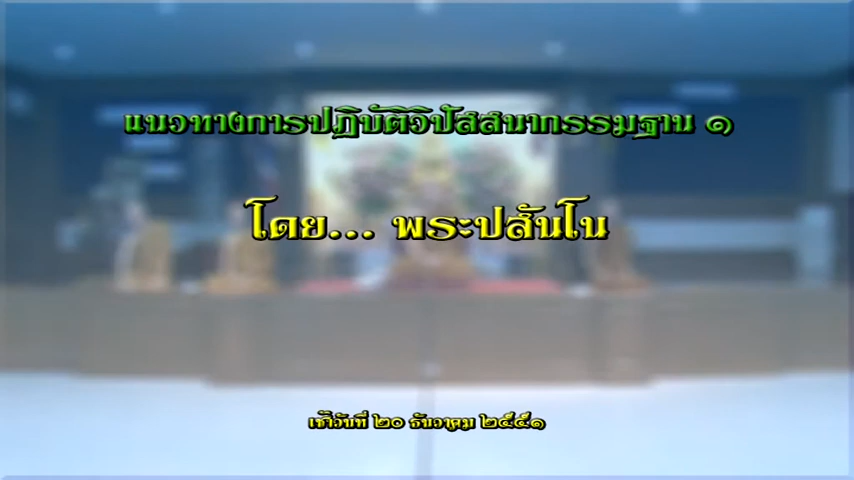 แนวทางการปฏิบัติวิปัสสนากรรมฐาน ๑
โดย... พระปสันโน
เช้าวันที่ ๒๐ ธันวาคม ๒๕๕๑